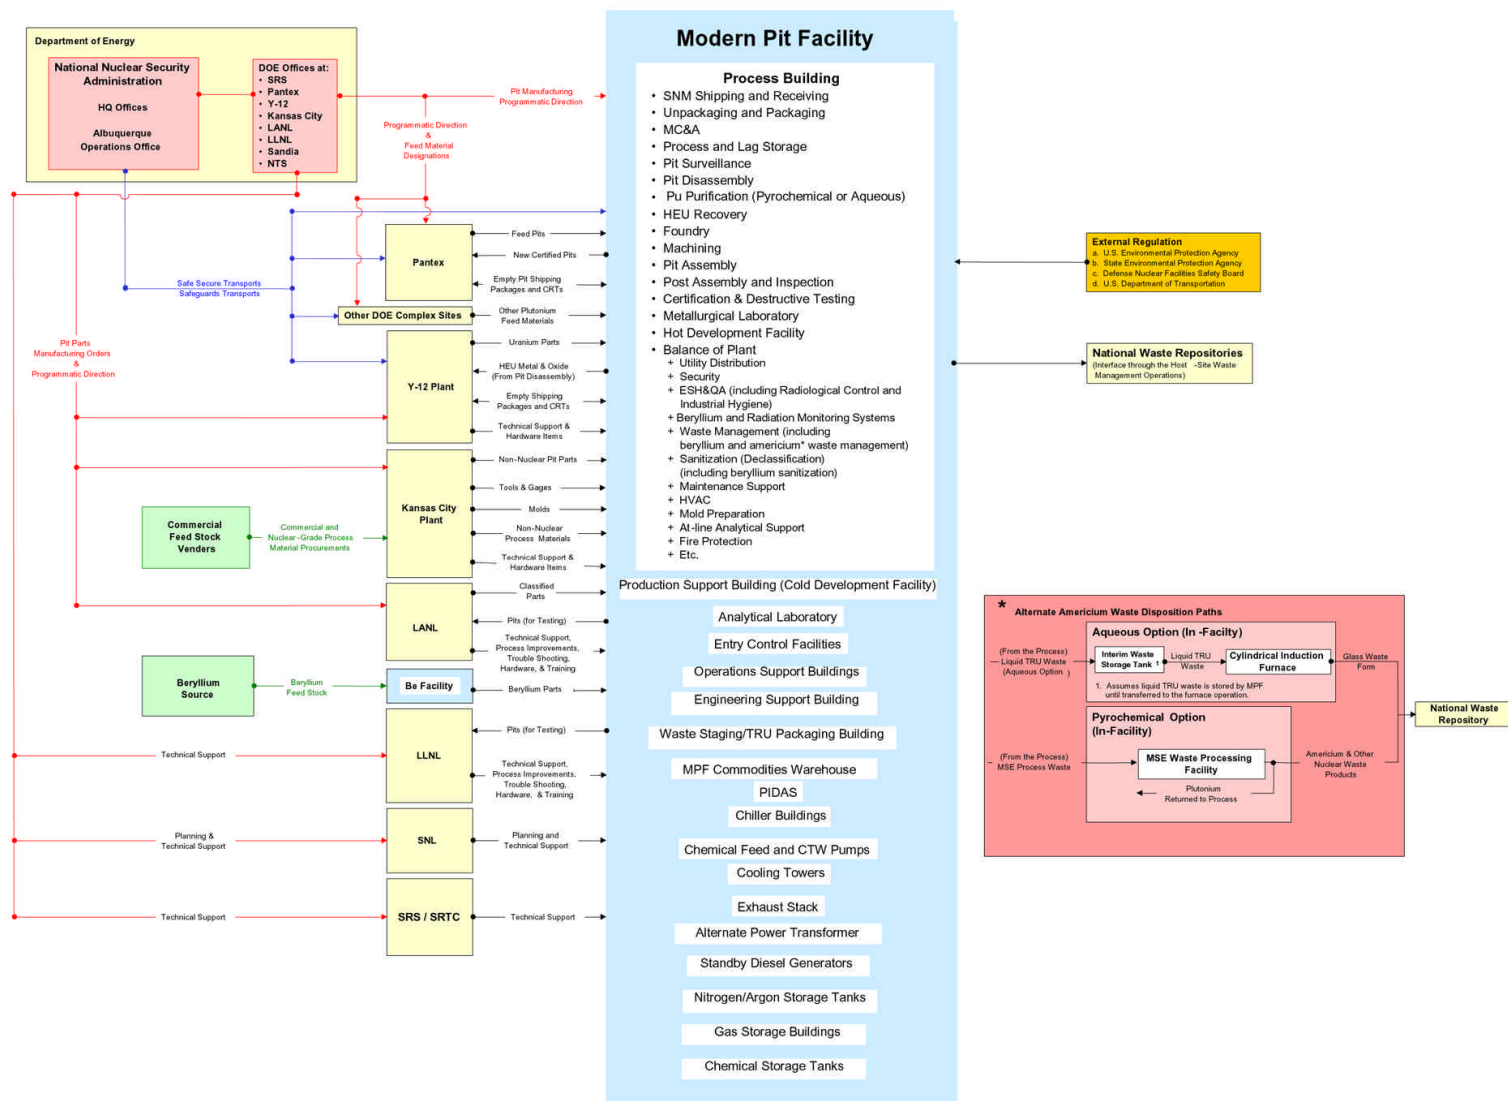 Modern Pit Facility
Department of Energy
National Nuclear Security
Administration
HQ Offices
Albuquerque
Operations Office
DOE Offices at:
• SRS
• Pantex
• Y-12
• Kansas City
• LANL
• LLNL
• Sandia
• NTS
Pit Manufacturing
Programmatic Direction
Programmatic Direction
&
Feed Material
Designations
Safe Secure Transports
Safeguards Transports
Pit Parts
Manufacturing Orders
&
Programmatic Direction
Pantex
Feed Pits
New Certified Pits
Empty Pit Shipping
Packages and CRTs
Other DOE Complex Sites
Other Plutonium
Feed Materials
Y-12 Plant
Uranium Parts
HEU Metal & Oxide
(From Pit Disassembly)
Empty Shipping
Packages and CRTs
Technical Support &
Hardware Items
Commercial
Feed Stock
Venders
Commercial and
Nuclear -Grade Process
Material Procurements
Kansas City
Plant
Non-Nuclear Pit Parts
Tools & Gages
Molds
Non-Nuclear
Process Materials
Technical Support &
Hardware Items
LANL
Classified
Parts
Pits (for Testing)
Technical Support,
Process Improvements,
Trouble Shooting,
Hardware, & Training
Beryllium
Source
Beryllium
Feed Stock
Be Facility
Beryllium Parts
Technical Support
LLNL
Pits (for Testing)
Technical Support,
Process Improvements,
Trouble Shooting,
Hardware, & Training
Planning &
Technical Support
SNL
Planning and
Technical Support
Technical Support
SRS / SRTC
Technical Support
Process Building
• SNM Shipping and Receiving
• Unpackaging and Packaging
• MC&A
• Process and Lag Storage
• Pit Surveillance
• Pit Disassembly
• Pu Purification (Pyrochemical or Aqueous)
• HEU Recovery
• Foundry
• Machining
• Pit Assembly
• Post Assembly and Inspection
• Certification & Destructive Testing
• Metallurgical Laboratory
• Hot Development Facility
• Balance of Plant
+ Utility Distribution
+ Security
+ ESH&QA (including Radiological Control and
Industrial Hygiene)
+ Beryllium and Radiation Monitoring Systems
+ Waste Management (including
beryllium and americium* waste management)
+ Sanitization (Declassification)
(including beryllium sanitization)
+ Maintenance Support
+ HVAC
+ Mold Preparation
+ At-line Analytical Support
+ Fire Protection
+ Etc.
Production Support Building (Cold Development Facility)
Analytical Laboratory
Entry Control Facilities
Operations Support Buildings
Engineering Support Building
Waste Staging/TRU Packaging Building
MPF Commodities Warehouse
PIDAS
Chiller Buildings
Chemical Feed and CTW Pumps
Cooling Towers
Exhaust Stack
Alternate Power Transformer
Standby Diesel Generators
Nitrogen/Argon Storage Tanks
Gas Storage Buildings
Chemical Storage Tanks
External Regulation
a. U.S. Environmental Protection Agency
b. State Environmental Protection Agency
c. Defense Nuclear Facilities Safety Board
d. U.S. Department of Transportation
National Waste Repositories
(Interface through the Host -Site Waste
Management Operations)
* Alternate Americium Waste Disposition Paths
Aqueous Option (In -Facilty)
(From the Process)
Liquid TRU Waste
(Aqueous Option )
Interim Waste
Storage Tank 1
Liquid TRU
Waste
Cylindrical Induction
Furnace
Glass Waste
Form
1. Assumes liquid TRU waste is stored by MPF
until transferred to the furnace operation.
Pyrochemical Option
(In-Facility)
(From the Process)
MSE Process Waste
MSE Waste Processing
Facility
Americium & Other
Nuclear Waste
Products
Plutonium
Returned to Process
National Waste
Repository